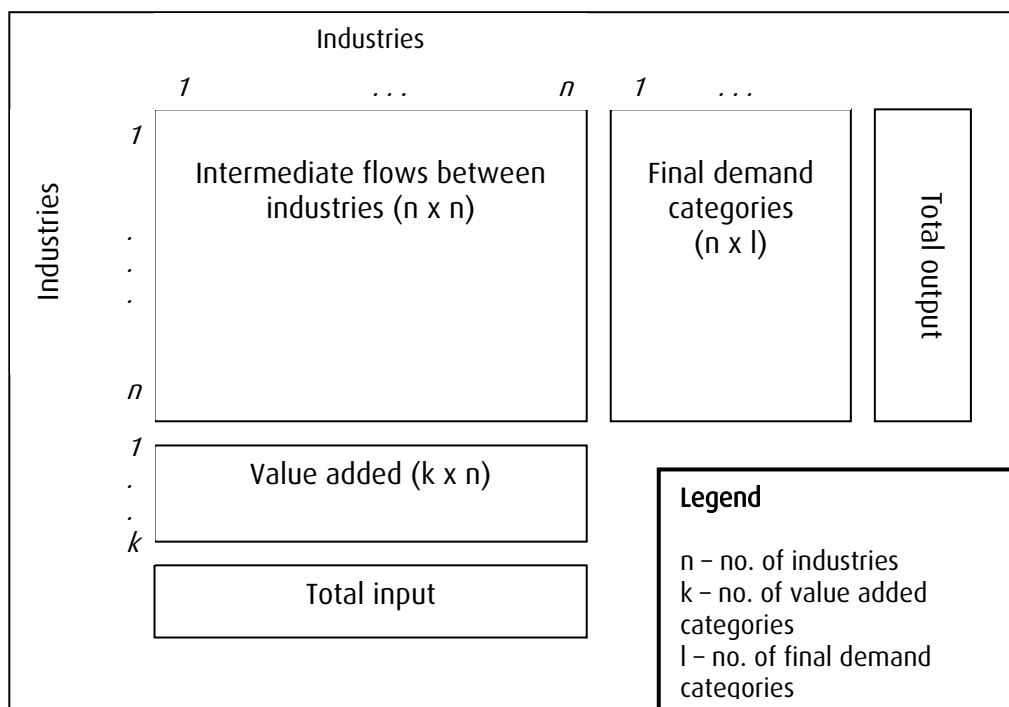 Industries
1 . . . n 1 . . .
1
Intermediate flows between
industries (n x n)
Final demand
categories
(n x l)
Total output
Industries
.
.
.
n
1
Value added (k x n)
.
.
k
Total input
Legend
n – no. of industries
k – no. of value added
categories
l – no. of final demand
categories